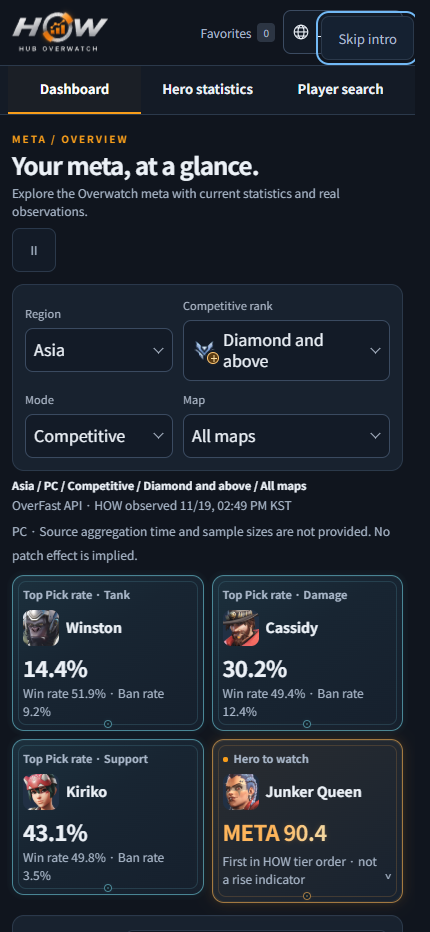 HOW
HUB OVERWATCH
Favorites 0
Skip intro
Dashboard
Hero statistics
Player search
META / OVERVIEW
Your meta, at a glance.
Explore the Overwatch meta with current statistics and real
observations.
Region
Competitive rank
Asia
Diamond and
above
Mode
Map
Competitive
All maps
Asia / PC / Competitive / Diamond and above / All maps
OverFast API · HOW observed 11/19, 02:49 PM KST
PC · Source aggregation time and sample sizes are not provided. No
patch effect is implied.
Top Pick rate · Tank
Winston
14.4%
Win rate 51.9% · Ban rate
9.2%
Top Pick rate · Damage
Cassidy
30.2%
Win rate 49.4% · Ban rate
12.4%
Top Pick rate · Support
Kiriko
43.1%
Win rate 49.8% · Ban rate
3.5%
Hero to watch
Junker Queen
META 90.4
First in HOW tier order · not
a rise indicator